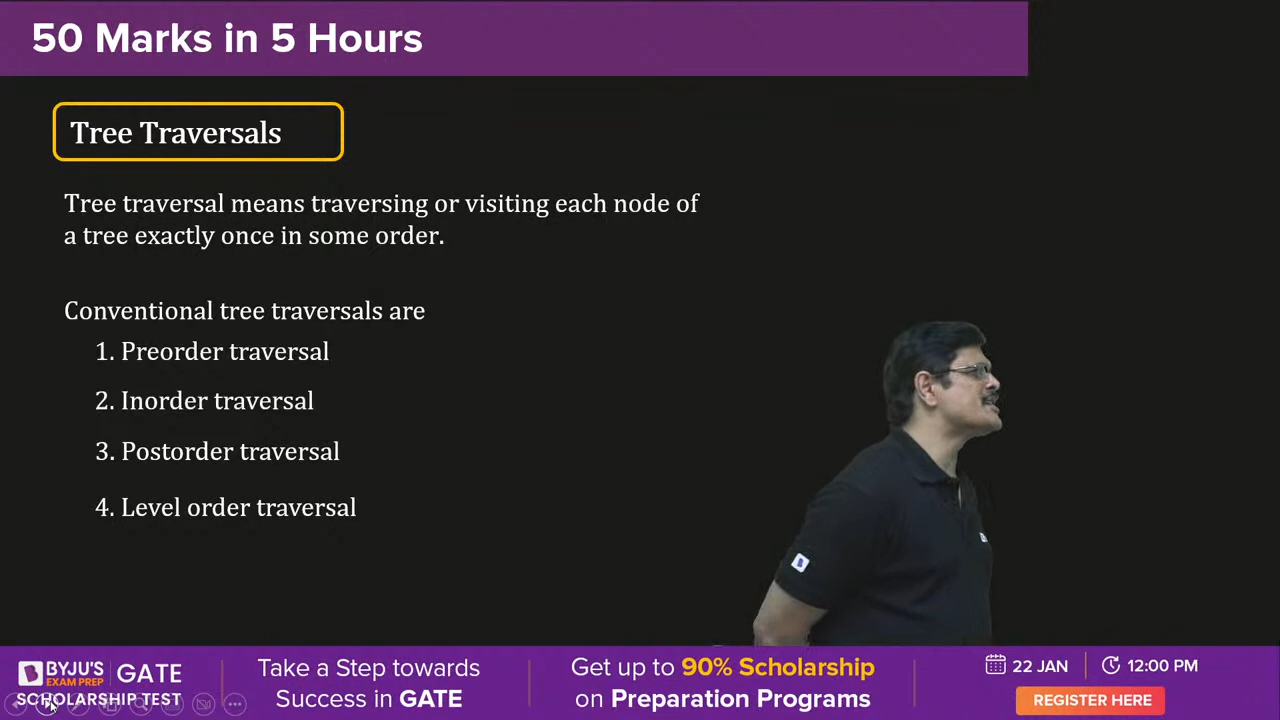 50 Marks in 5 Hours
Tree Traversals
Tree traversal means traversing or visiting each node of
a tree exactly once in some order.
Conventional tree traversals are
1. Preorder traversal
2. Inorder traversal
3. Postorder traversal
4. Level order traversal
BYJU'S
EXAM PREP
GATE
SCHOLARSHIP TEST
Take a Step towards
Success in GATE
Get up to 90% Scholarship
on Preparation Programs
22 JAN
12:00 PM
REGISTER HERE